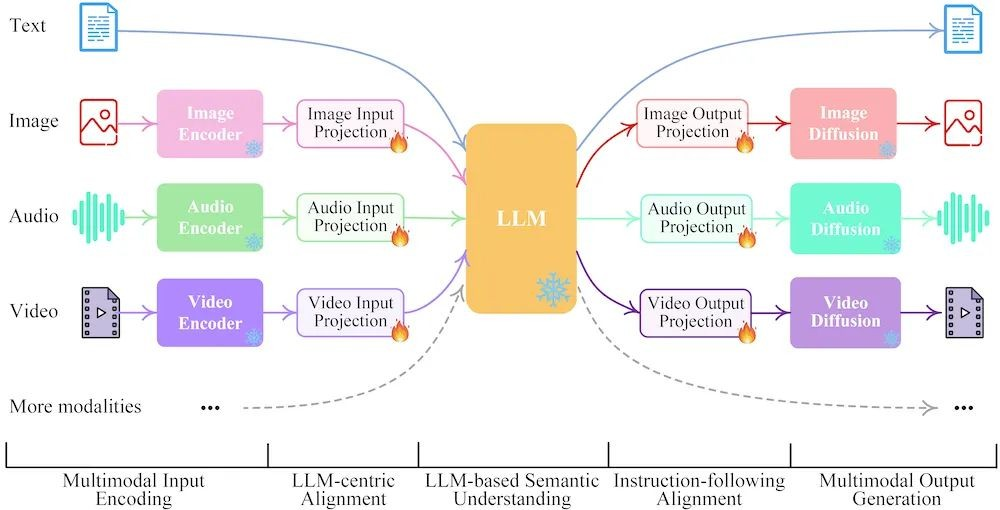 Text
Image
Image
Encoder
Image Input
Projection
Image Output
Projection
Image
Diffusion
Audio
Audio
Encoder
Audio Input
Projection
LLM
Audio Output
Projection
Audio
Diffusion
Video
Video
Encoder
Video Input
Projection
Video Output
Projection
Video
Diffusion
More modalities
...
...
Multimodal Input
Encoding
LLM-centric
Alignment
LLM-based Semantic
Understanding
Instruction-following
Alignment
Multimodal Output
Generation